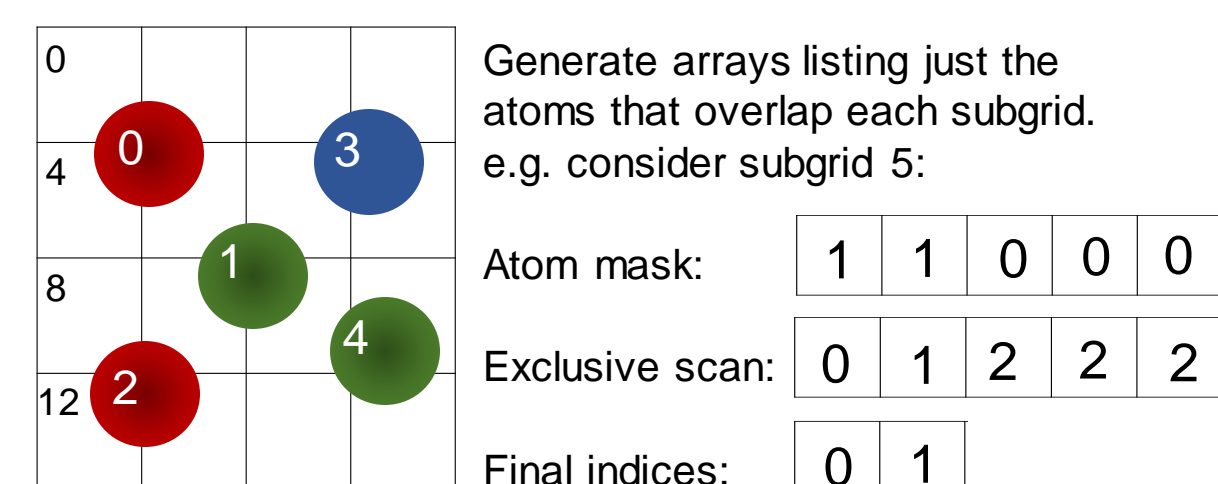 0
4
8
12
0
3
1
4
2
Generate arrays listing just the
atoms that overlap each subgrid.
e.g. consider subgrid 5:
Atom mask: 1 1 0 0 0
Exclusive scan: 0 1 2 2 2
Final indices: 0 1